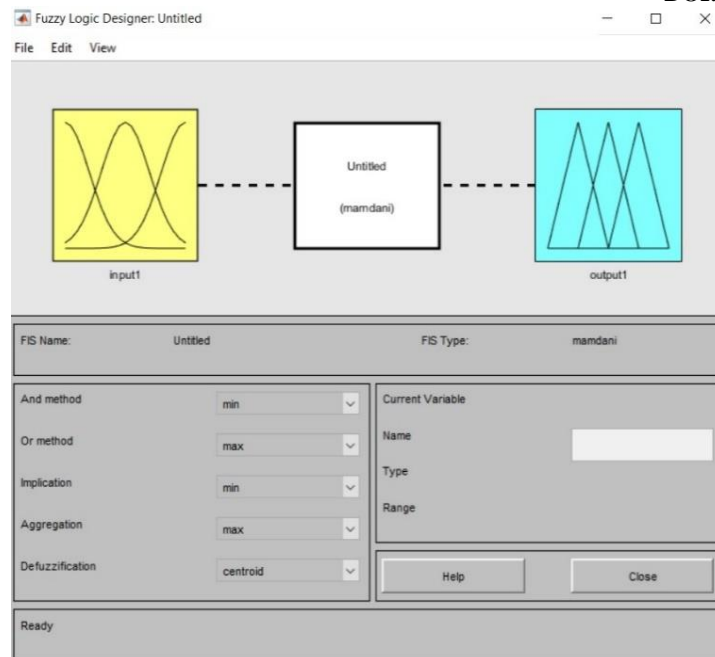 Fuzzy Logic Designer: Untitled
File Edit View
Untitled
(mamdani)
input1
output1
FIS Name: Untitled FIS Type: mamdani
And method min
Or method max
Implication min
Aggregation max
Defuzzification centroid
Current Variable
Name
Type
Range
Help Close
Ready